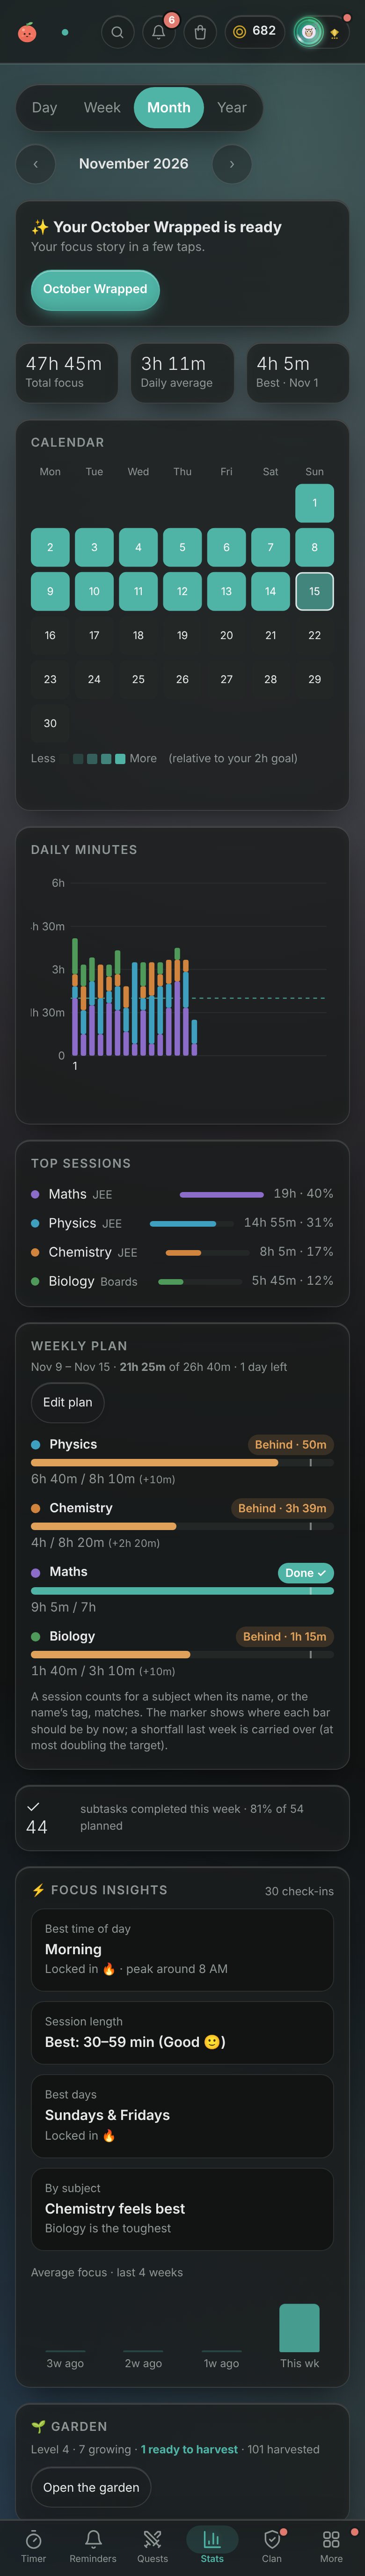 6
682
Day Week Month Year
‹ November 2026 ›
✨ Your October Wrapped is ready
Your focus story in a few taps.
October Wrapped
47h 45m
Total focus
3h 11m
Daily average
4h 5m
Best · Nov 1
CALENDAR
Mon Tue Wed Thu Fri Sat Sun
1
2 3 4 5 6 7 8
9 10 11 12 13 14 15
16 17 18 19 20 21 22
23 24 25 26 27 28 29
30
Less More (relative to your 2h goal)
DAILY MINUTES
6h
h 30m
3h
h 30m
0
1
TOP SESSIONS
Maths JEE 19h · 40%
Physics JEE 14h 55m · 31%
Chemistry JEE 8h 5m · 17%
Biology Boards 5h 45m · 12%
WEEKLY PLAN
Nov 9 – Nov 15 · 21h 25m of 26h 40m · 1 day left
Edit plan
Physics Behind · 50m
6h 40m / 8h 10m (+10m)
Chemistry Behind · 3h 39m
4h / 8h 20m (+2h 20m)
Maths Done ✓
9h 5m / 7h
Biology Behind · 1h 15m
1h 40m / 3h 10m (+10m)
A session counts for a subject when its name, or the
name's tag, matches. The marker shows where each bar
should be by now; a shortfall last week is carried over (at
most doubling the target).
✓
44
subtasks completed this week · 81% of 54
planned
⚡ FOCUS INSIGHTS 30 check-ins
Best time of day
Morning
Locked in 🔥 · peak around 8 AM
Session length
Best: 30–59 min (Good 🙂)
Best days
Sundays & Fridays
Locked in 🔥
By subject
Chemistry feels best
Biology is the toughest
Average focus · last 4 weeks
3w ago 2w ago 1w ago This wk
🌱 GARDEN
Level 4 · 7 growing · 1 ready to harvest · 101 harvested
Open the garden
Timer Reminders Quests Stats Clan More